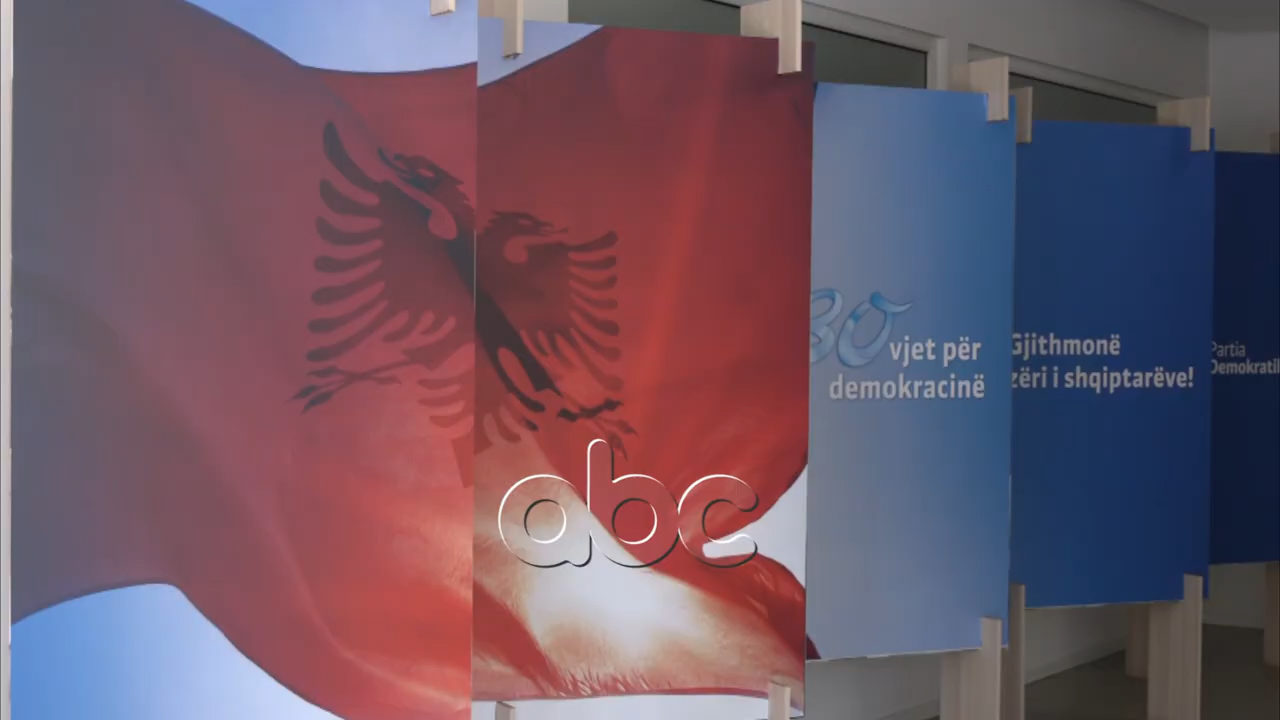 abc
30 vjet për
demokracinë
Gjithmonë
zëri i shqiptarëve!
Partia